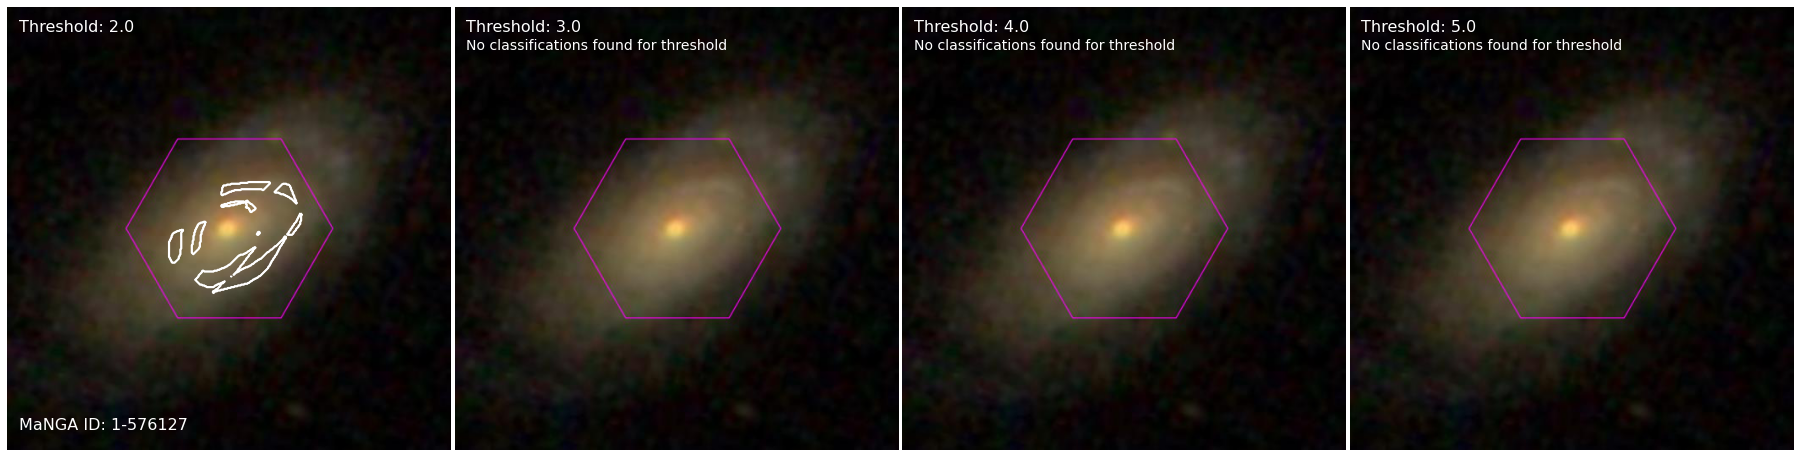 Threshold: 2.0
MaNGA ID: 1-576127
Threshold: 3.0
No classifications found for threshold
Threshold: 4.0
No classifications found for threshold
Threshold: 5.0
No classifications found for threshold